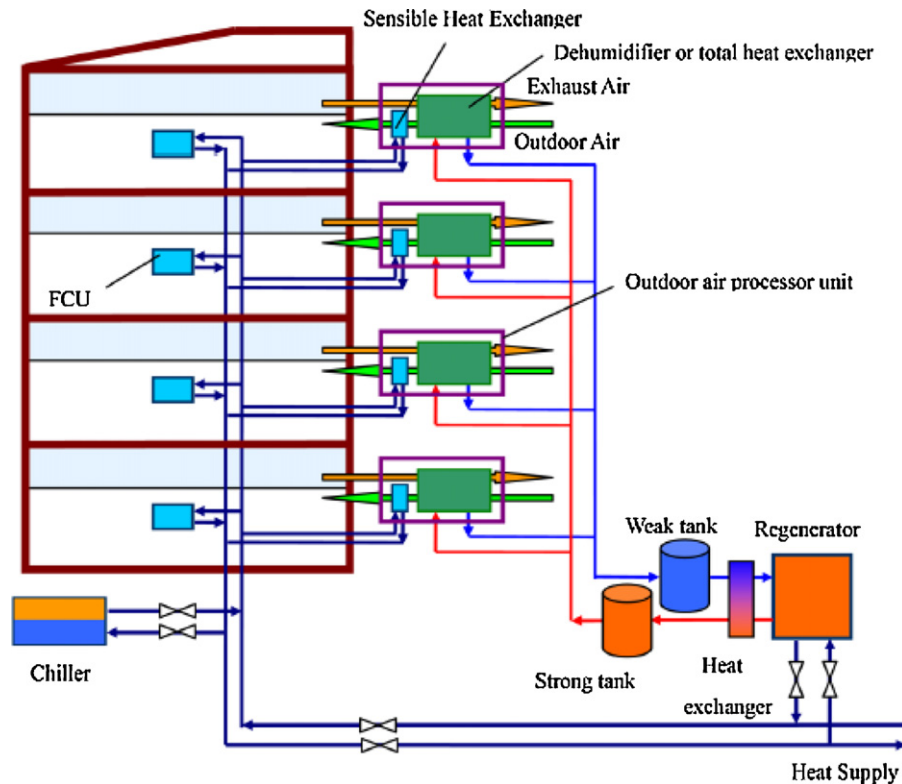 Sensible Heat Exchanger
Dehumidifier or total heat exchanger
Exhaust Air
Outdoor Air
FCU
Outdoor air processor unit
Weak tank
Regenerator
Chiller
Strong tank
Heat
exchanger
Heat Supply